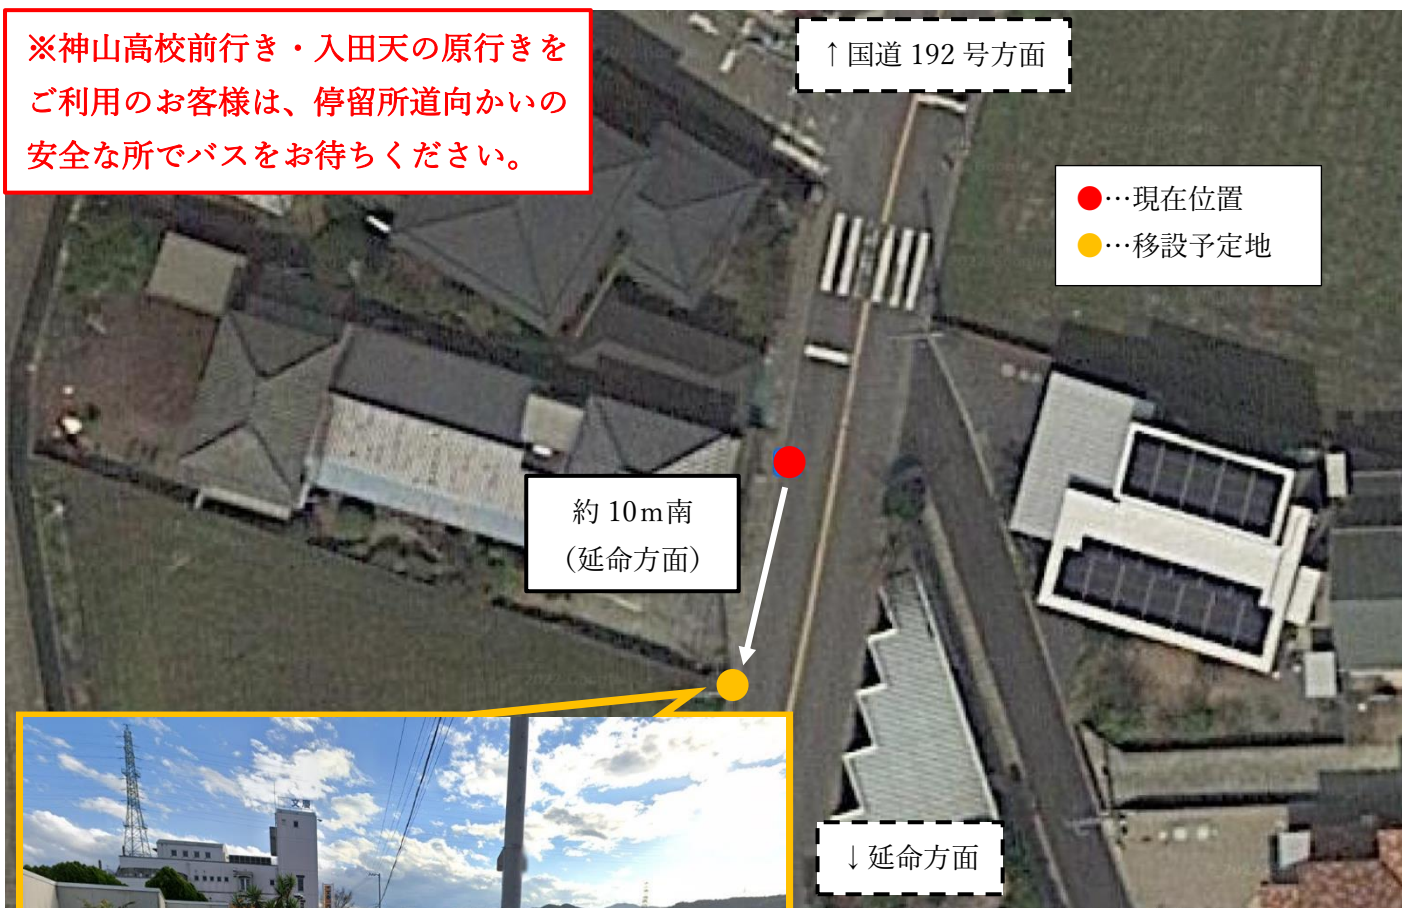 ※神山高校前行き・入田天の原行きを
ご利用のお客様は、停留所道向かいの
安全な所でバスをお待ちください。
↑国道 192 号方面
●…現在位置
●…移設予定地
約 10ｍ南
（延命方面）
↓延命方面